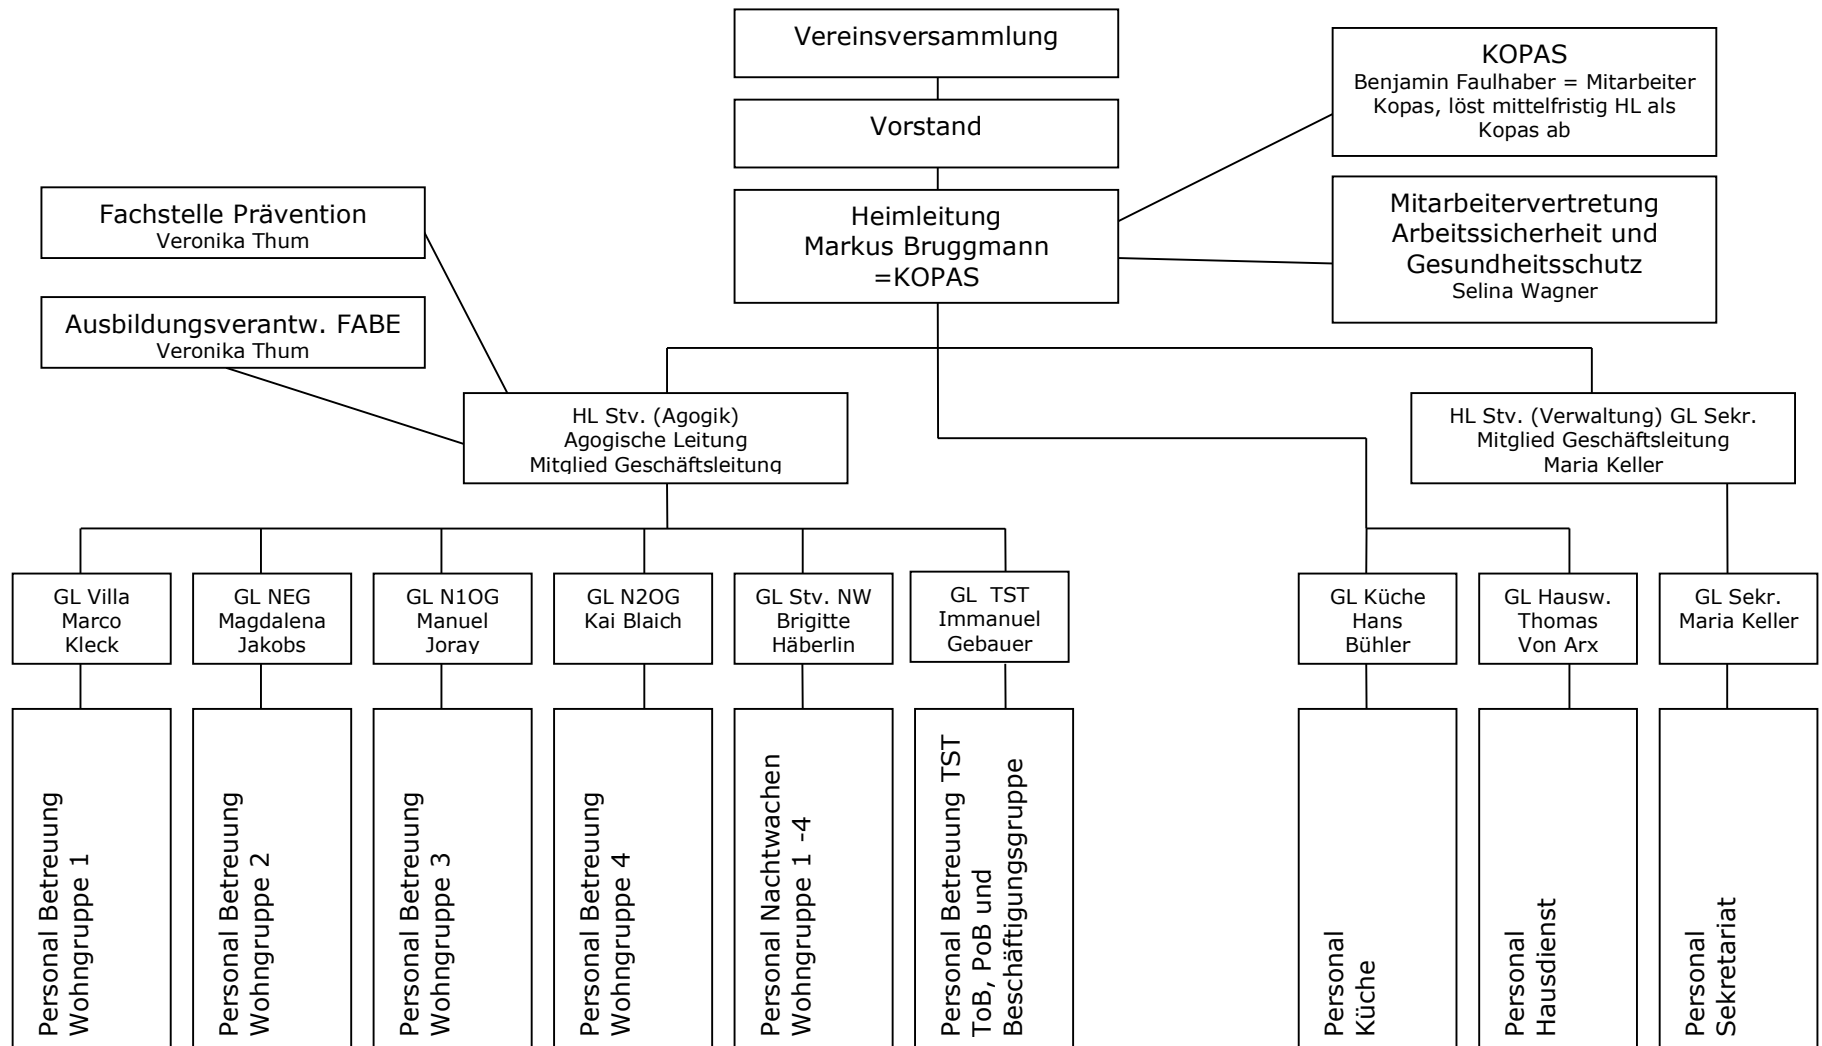 Vereinsversammlung
Vorstand
Heimleitung
Markus Bruggmann
=KOPAS
KOPAS
Benjamin Faulhaber = Mitarbeiter
Kopas, löst mittelfristig HL als
Kopas ab
Mitarbeitervertretung
Arbeitssicherheit und
Gesundheitsschutz
Selina Wagner
Fachstelle Prävention
Veronika Thum
Ausbildungsverantw. FABE
Veronika Thum
HL Stv. (Agogik)
Agogische Leitung
Mitglied Geschäftsleitung
HL Stv. (Verwaltung) GL Sekr.
Mitglied Geschäftsleitung
Maria Keller
GL Villa
Marco
Kleck
GL NEG
Magdalena
Jakobs
GL N1OG
Manuel
Joray
GL N2OG
Kai Blaich
GL Stv. NW
Brigitte
Häberlin
GL TST
Immanuel
Gebauer
GL Küche
Hans
Bühler
GL Hausw.
Thomas
Von Arx
GL Sekr.
Maria Keller
Personal Betreuung
Wohngruppe 1
Personal Betreuung
Wohngruppe 2
Personal Betreuung
Wohngruppe 3
Personal Betreuung
Wohngruppe 4
Personal Nachtwachen
Wohngruppe 1 -4
Personal Betreuung TST
ToB, PoB und
Beschäftigungsgruppe
Personal
Küche
Personal
Hausdienst
Personal
Sekretariat